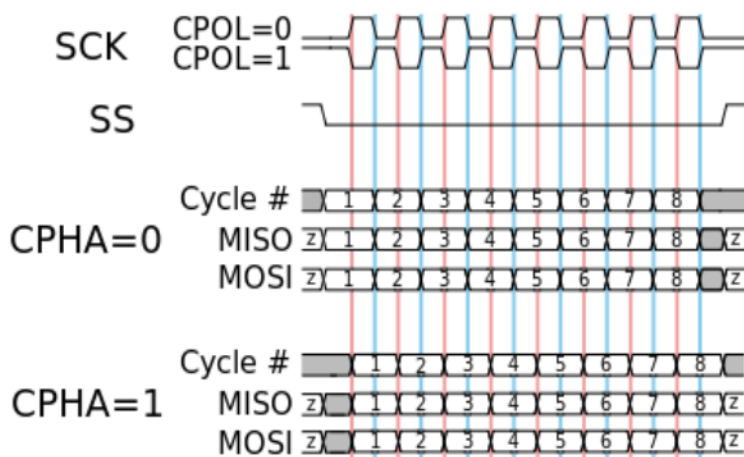 SCK CPOL=0
CPOL=1
SS
Cycle # 1 2 3 4 5 6 7 8
CPHA=0 MISO z 1 2 3 4 5 6 7 8 z
MOSI z 1 2 3 4 5 6 7 8 z
Cycle # 1 2 3 4 5 6 7 8
CPHA=1 MISO z 1 2 3 4 5 6 7 8 z
MOSI z 1 2 3 4 5 6 7 8 z